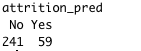 attrition_pred
No Yes
241 59